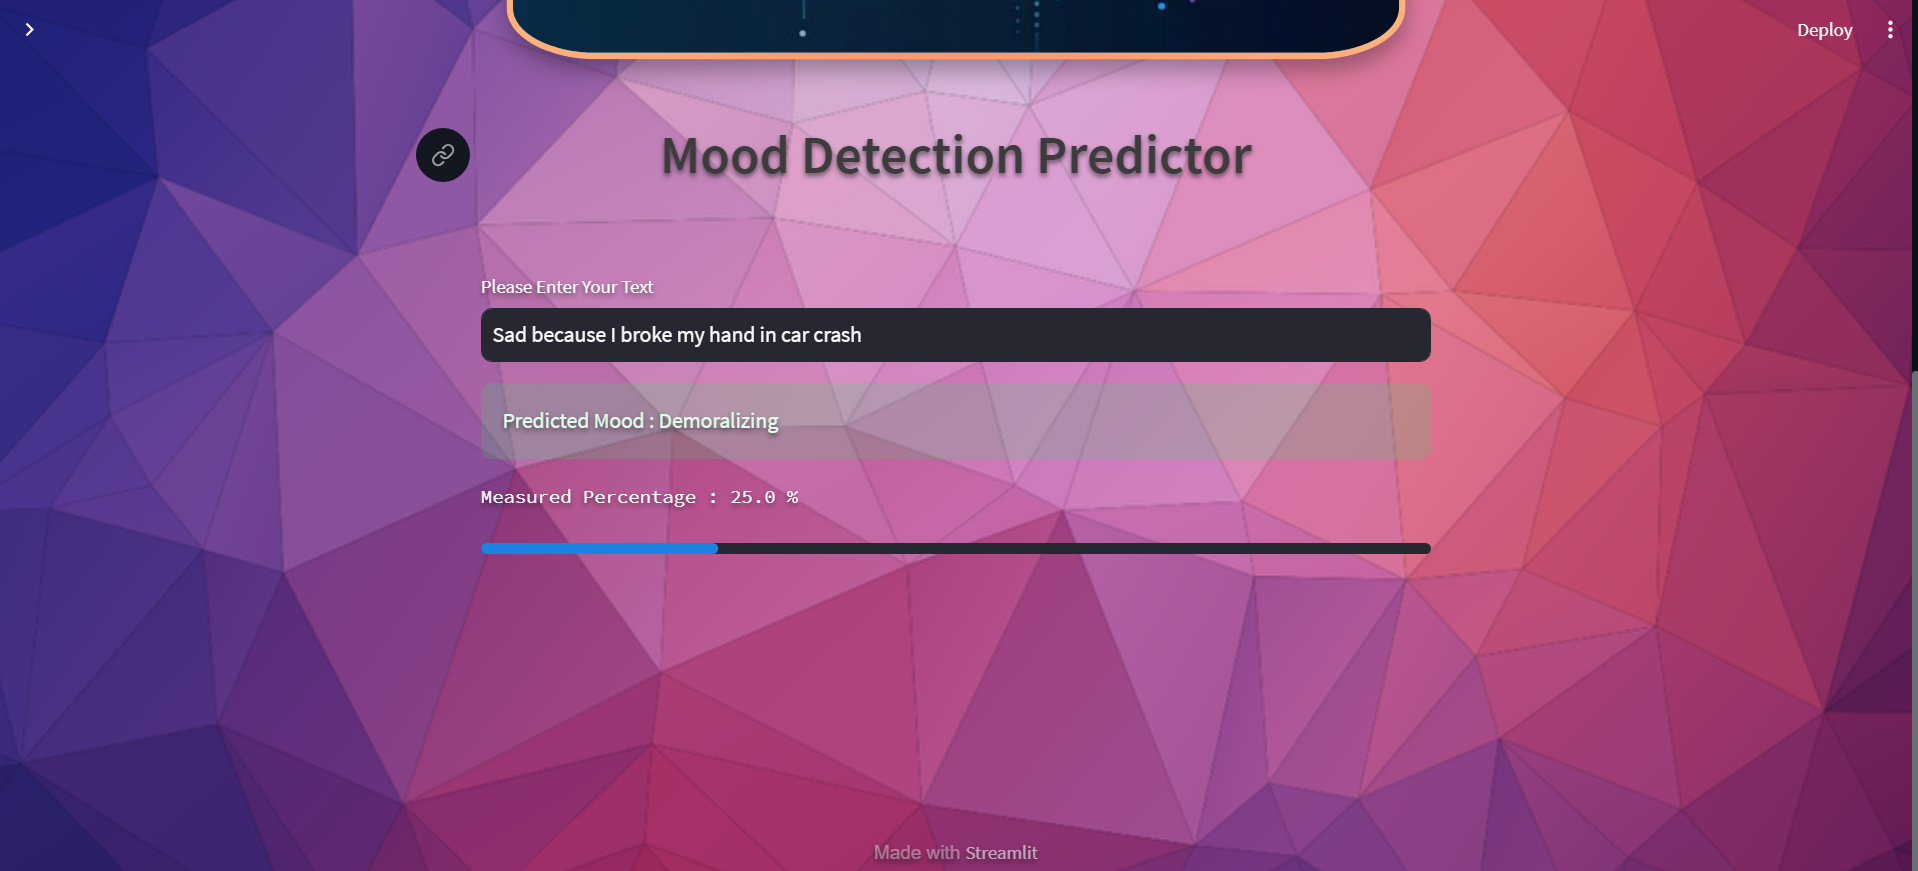 Deploy
Mood Detection Predictor
Please Enter Your Text
Sad because I broke my hand in car crash
Predicted Mood : Demoralizing
Measured Percentage : 25.0 %
Made with Streamlit